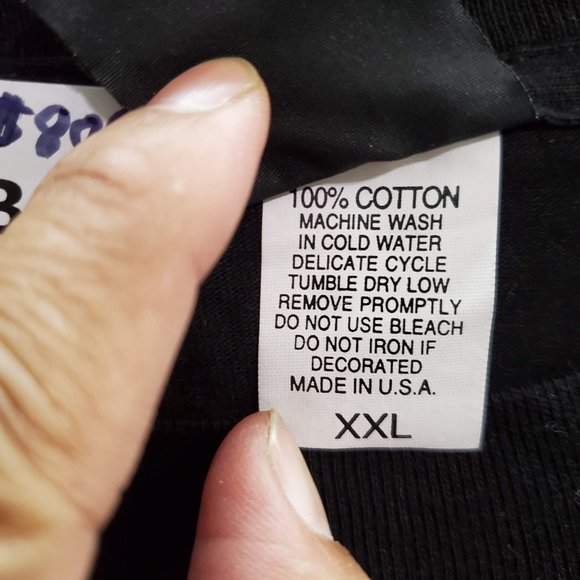 $88
B
100% COTTON
MACHINE WASH
IN COLD WATER
DELICATE CYCLE
TUMBLE DRY LOW
REMOVE PROMPTLY
DO NOT USE BLEACH
DO NOT IRON IF
DECORATED
MADE IN U.S.A.
XXL